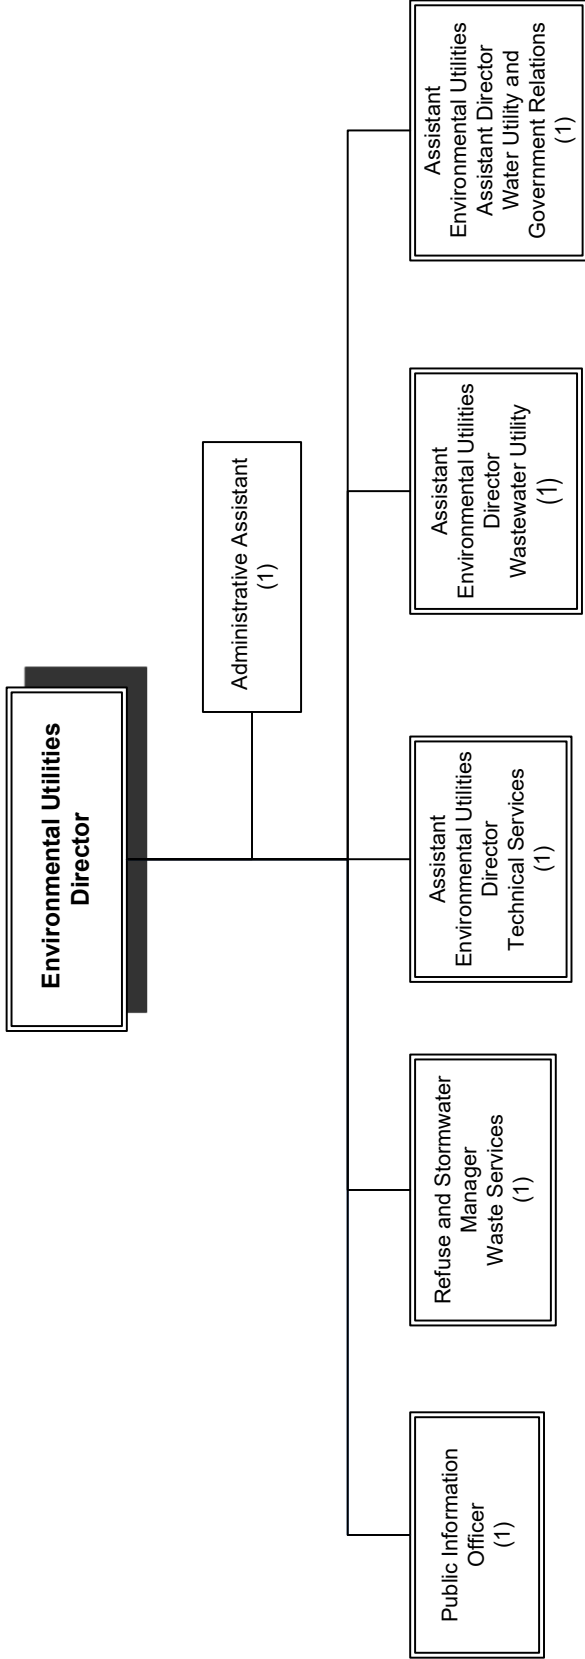 Environmental Utilities
Director
Administrative Assistant
(1)
Public Information
Officer
(1)
Refuse and Stormwater
Manager
Waste Services
(1)
Assistant
Environmental Utilities
Director
Technical Services
(1)
Assistant
Environmental Utilities
Director
Wastewater Utility
(1)
Assistant
Environmental Utilities
Assistant Director
Water Utility and
Government Relations
(1)